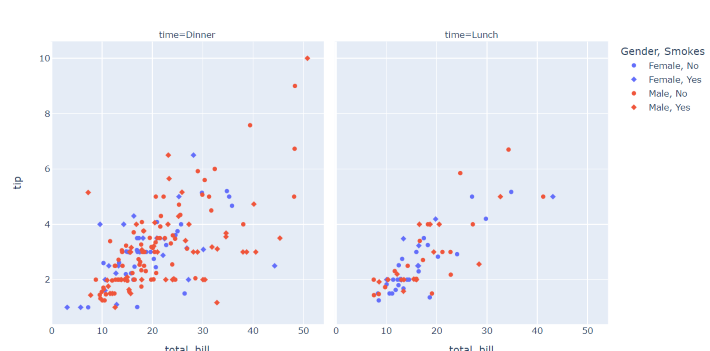 time=Dinner
time=Lunch
Gender, Smokes
Female, No
Female, Yes
Male, No
Male, Yes
10
8
6
4
2
tip
0 10 20 30 40 50
0 10 20 30 40 50
total_bill
total_bill